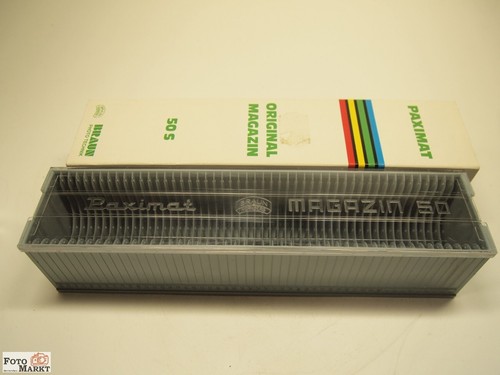 PAXIMAT
ORIGINAL
MAGAZIN
50 S
BRAUN
Paximat
BRAUN
MAGAZIN 50
FOTO
MARKT